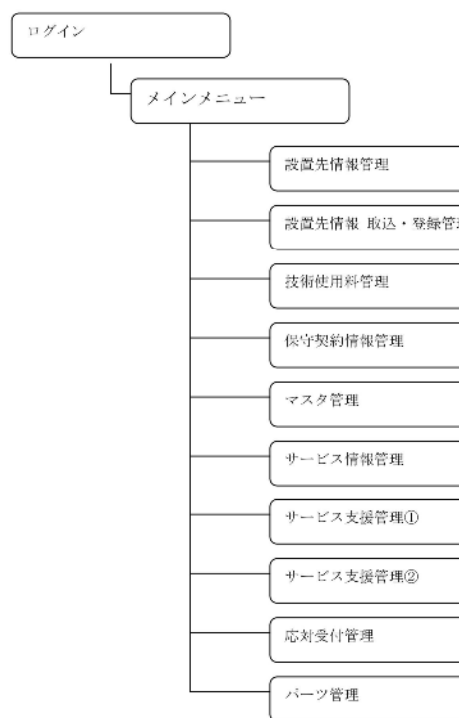 ログイン
メインメニュー
設置先情報管理
設置先情報 取込・登録管
技術使用料管理
保守契約情報管理
マスタ管理
サービス情報管理
サービス支援管理①
サービス支援管理②
応対受付管理
パーツ管理